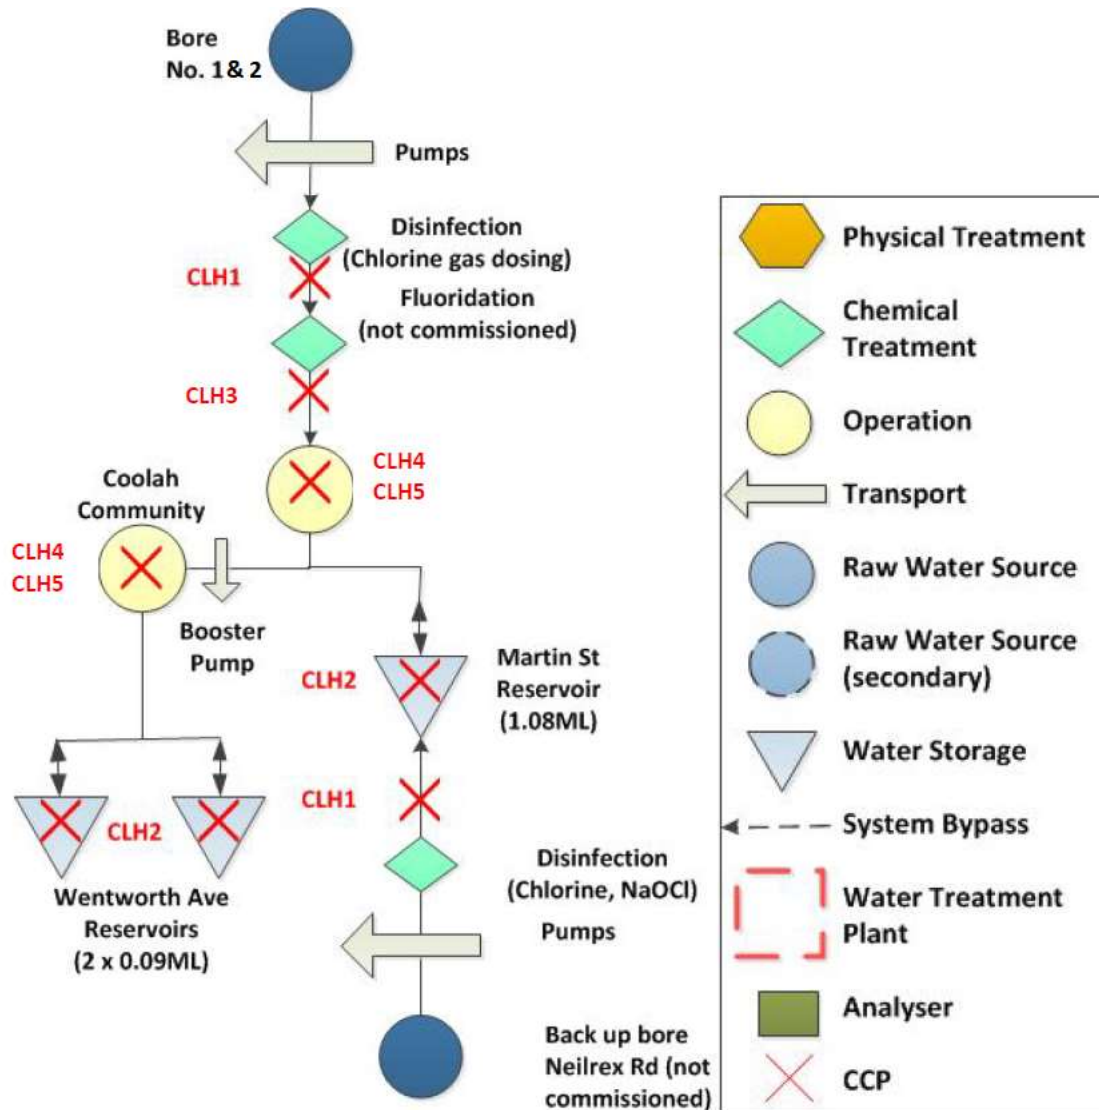 Bore
No. 1 & 2
Pumps
Disinfection
(Chlorine gas dosing)
CLH1
Fluoridation
(not commissioned)
CLH3
CLH4
CLH5
Coolah
Community
CLH4
CLH5
Booster
Pump
CLH2
Martin St
Reservoir
(1.08ML)
CLH1
CLH2
Disinfection
(Chlorine, NaOCl)
Wentworth Ave
Reservoirs
(2 x 0.09ML)
Pumps
Back up bore
Neilrex Rd (not
commissioned)
Physical Treatment
Chemical
Treatment
Operation
Transport
Raw Water Source
Raw Water Source
(secondary)
Water Storage
System Bypass
Water Treatment
Plant
Analyser
CCP